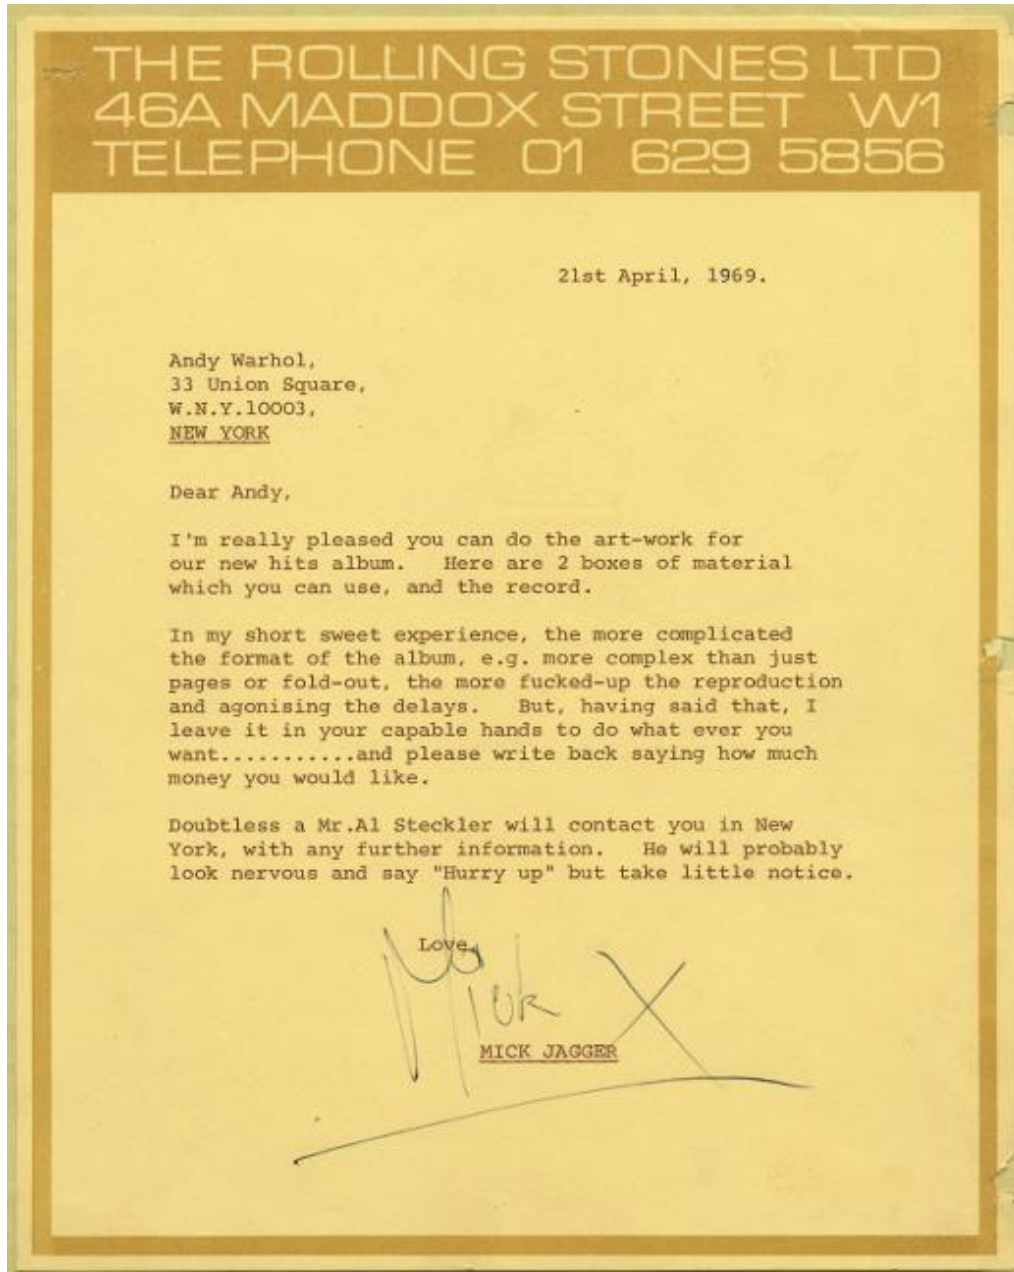 THE ROLLING STONES LTD
46A MADDOX STREET W1
TELEPHONE 01 629 5856
21st April, 1969.
Andy Warhol,
33 Union Square,
W.N.Y.10003,
NEW YORK
Dear Andy,
I'm really pleased you can do the art-work for
our new hits album. Here are 2 boxes of material
which you can use, and the record.
In my short sweet experience, the more complicated
the format of the album, e.g. more complex than just
pages or fold-out, the more fucked-up the reproduction
and agonising the delays. But, having said that, I
leave it in your capable hands to do what ever you
want...........and please write back saying how much
money you would like.
Doubtless a Mr.Al Steckler will contact you in New
York, with any further information. He will probably
look nervous and say "Hurry up" but take little notice.
Love,
Mick X
MICK JAGGER